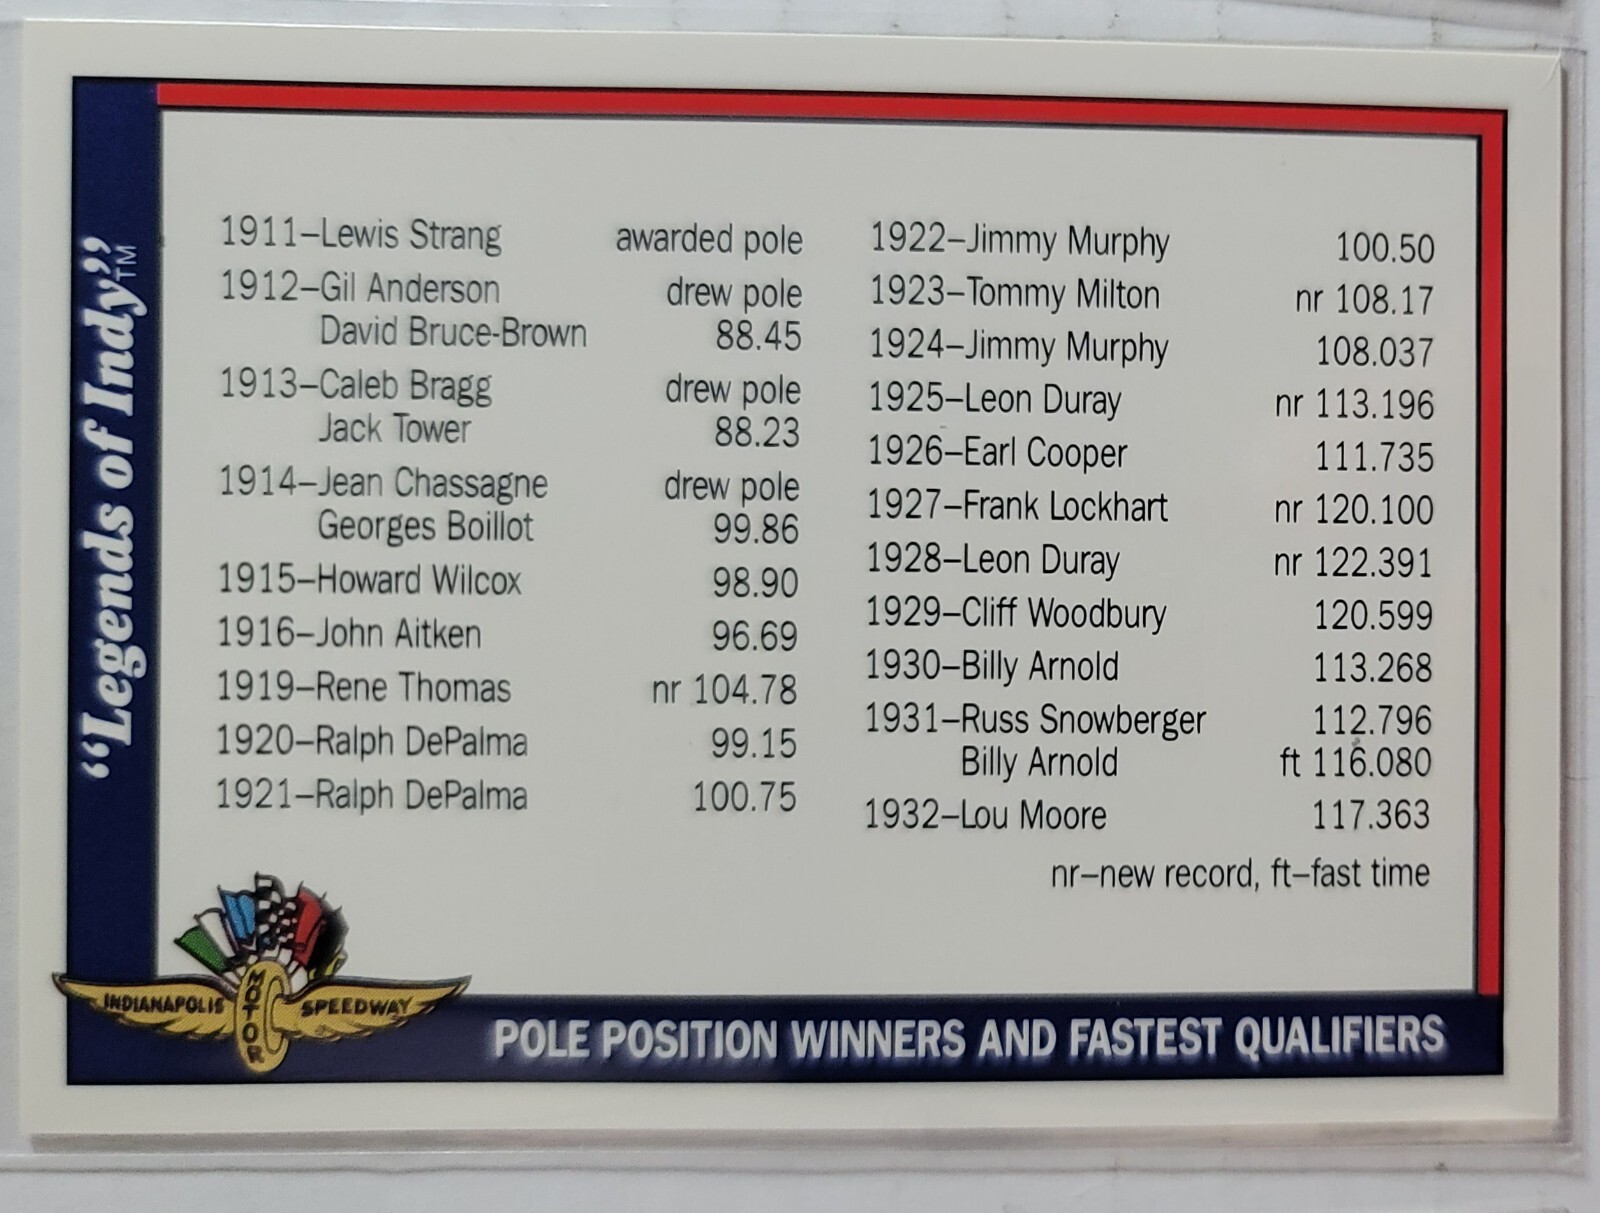 "Legends of Indy"™
1911–Lewis Strang awarded pole
1912–Gil Anderson drew pole
David Bruce-Brown 88.45
1913–Caleb Bragg drew pole
Jack Tower 88.23
1914–Jean Chassagne drew pole
Georges Boillot 99.86
1915–Howard Wilcox 98.90
1916–John Aitken 96.69
1919–Rene Thomas nr 104.78
1920–Ralph DePalma 99.15
1921–Ralph DePalma 100.75
1922–Jimmy Murphy 100.50
1923–Tommy Milton nr 108.17
1924–Jimmy Murphy 108.037
1925–Leon Duray nr 113.196
1926–Earl Cooper 111.735
1927–Frank Lockhart nr 120.100
1928–Leon Duray nr 122.391
1929–Cliff Woodbury 120.599
1930–Billy Arnold 113.268
1931–Russ Snowberger 112.796
Billy Arnold ft 116.080
1932–Lou Moore 117.363
nr–new record, ft–fast time
INDIANAPOLIS MOTOR SPEEDWAY
POLE POSITION WINNERS AND FASTEST QUALIFIERS